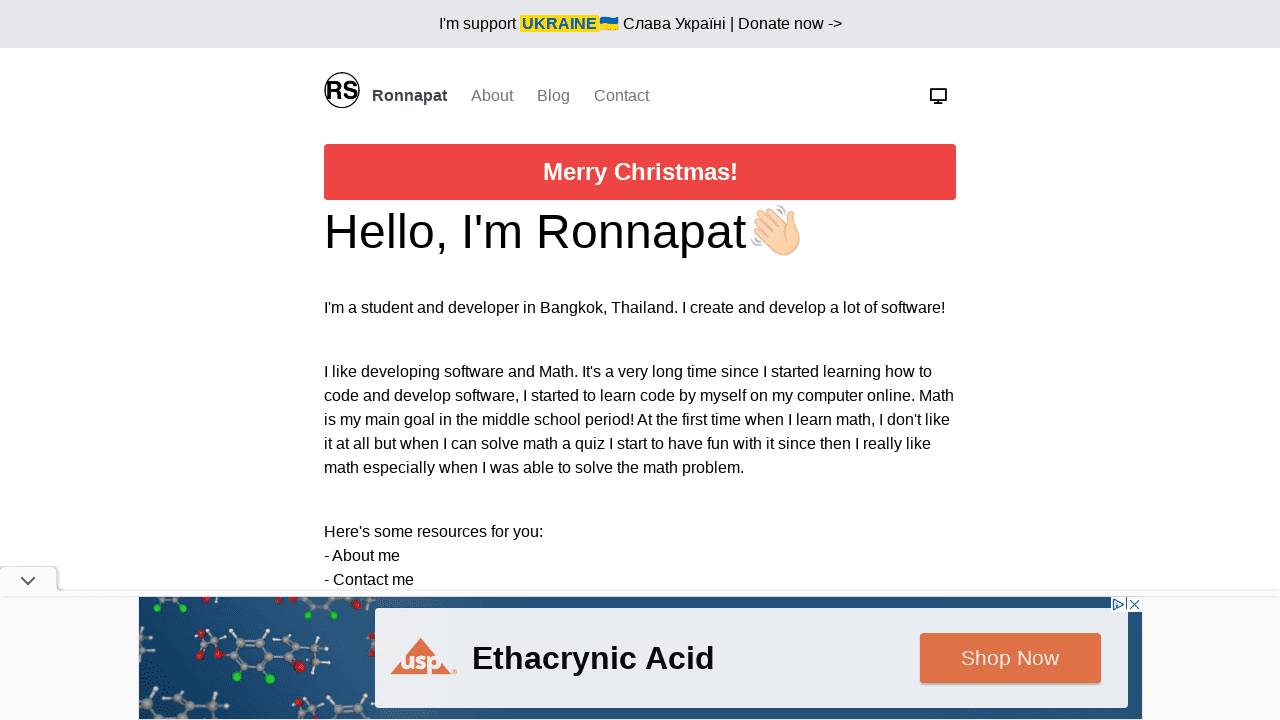 I'm support UKRAINE🇺🇦 Слава Україні | Donate now ->
RS Ronnapat About Blog Contact
Merry Christmas!
Hello, I'm Ronnapat👋🏻
I'm a student and developer in Bangkok, Thailand. I create and develop a lot of software!
I like developing software and Math. It's a very long time since I started learning how to
code and develop software, I started to learn code by myself on my computer online. Math
is my main goal in the middle school period! At the first time when I learn math, I don't like
it at all but when I can solve math a quiz I start to have fun with it since then I really like
math especially when I was able to solve the math problem.
Here's some resources for you:
- About me
- Contact me
usp® Ethacrynic Acid Shop Now